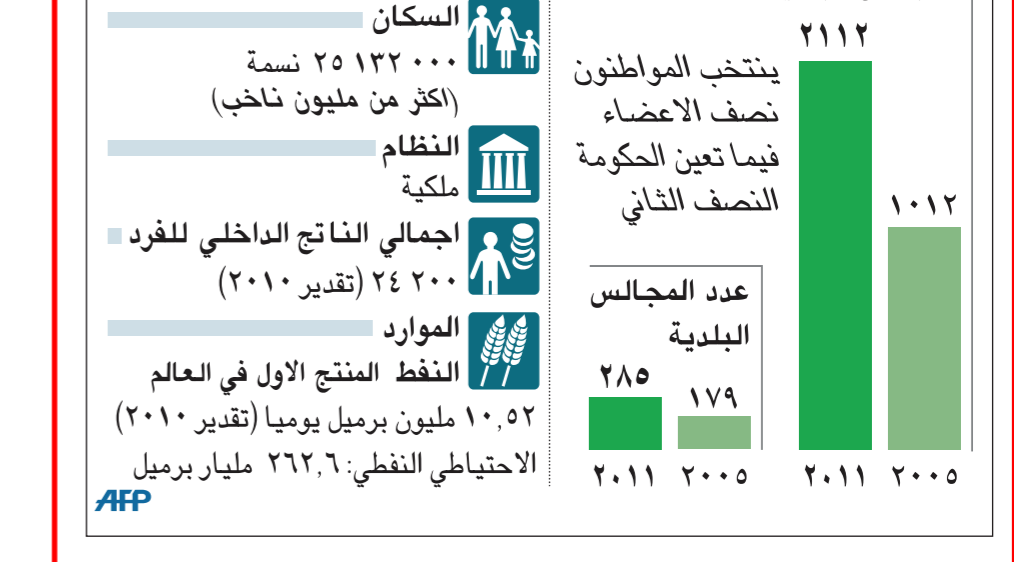 ٢١١٢
ينتخب المواطنون
نصف الاعضاء
فيما تعين الحكومة
النصف الثاني
١٠١٢
عدد المجالس
البلدية
٢٨٥
١٧٩
٢٠٠٥
٢٠١١
٢٠٠٥
٢٠١١
السكان
٢٥ ١٣٢ ٠٠٠ نسمة
(اكثر من مليون ناخب)
النظام
ملكية
اجمالي الناتج الداخلي للفرد
٢٤ ٢٠٠ (تقدير ٢٠١٠)
الموارد
النفط المنتج الاول في العالم
١٠,٥٢ مليون برميل يوميا (تقدير ٢٠١٠)
الاحتياطي النفطي: ٢٦٢,٦ مليار برميل
AFP